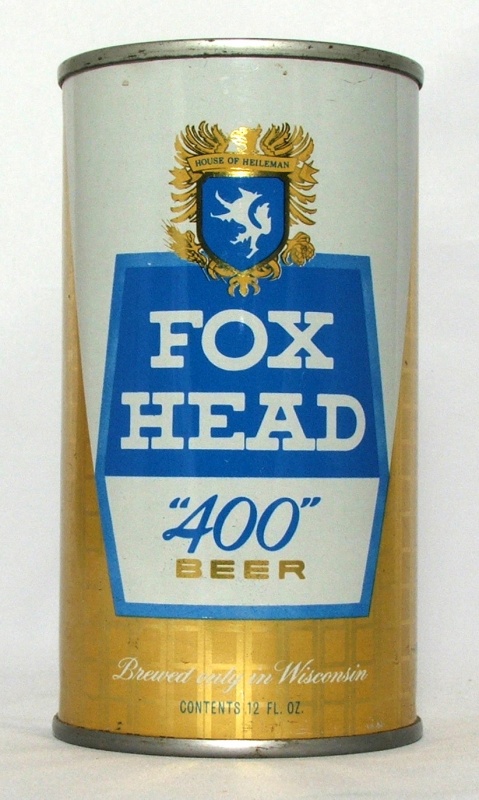 HOUSE OF HEILEMAN
FOX
HEAD
"400"
BEER
Brewed only in Wisconsin
CONTENTS 12 FL. OZ.